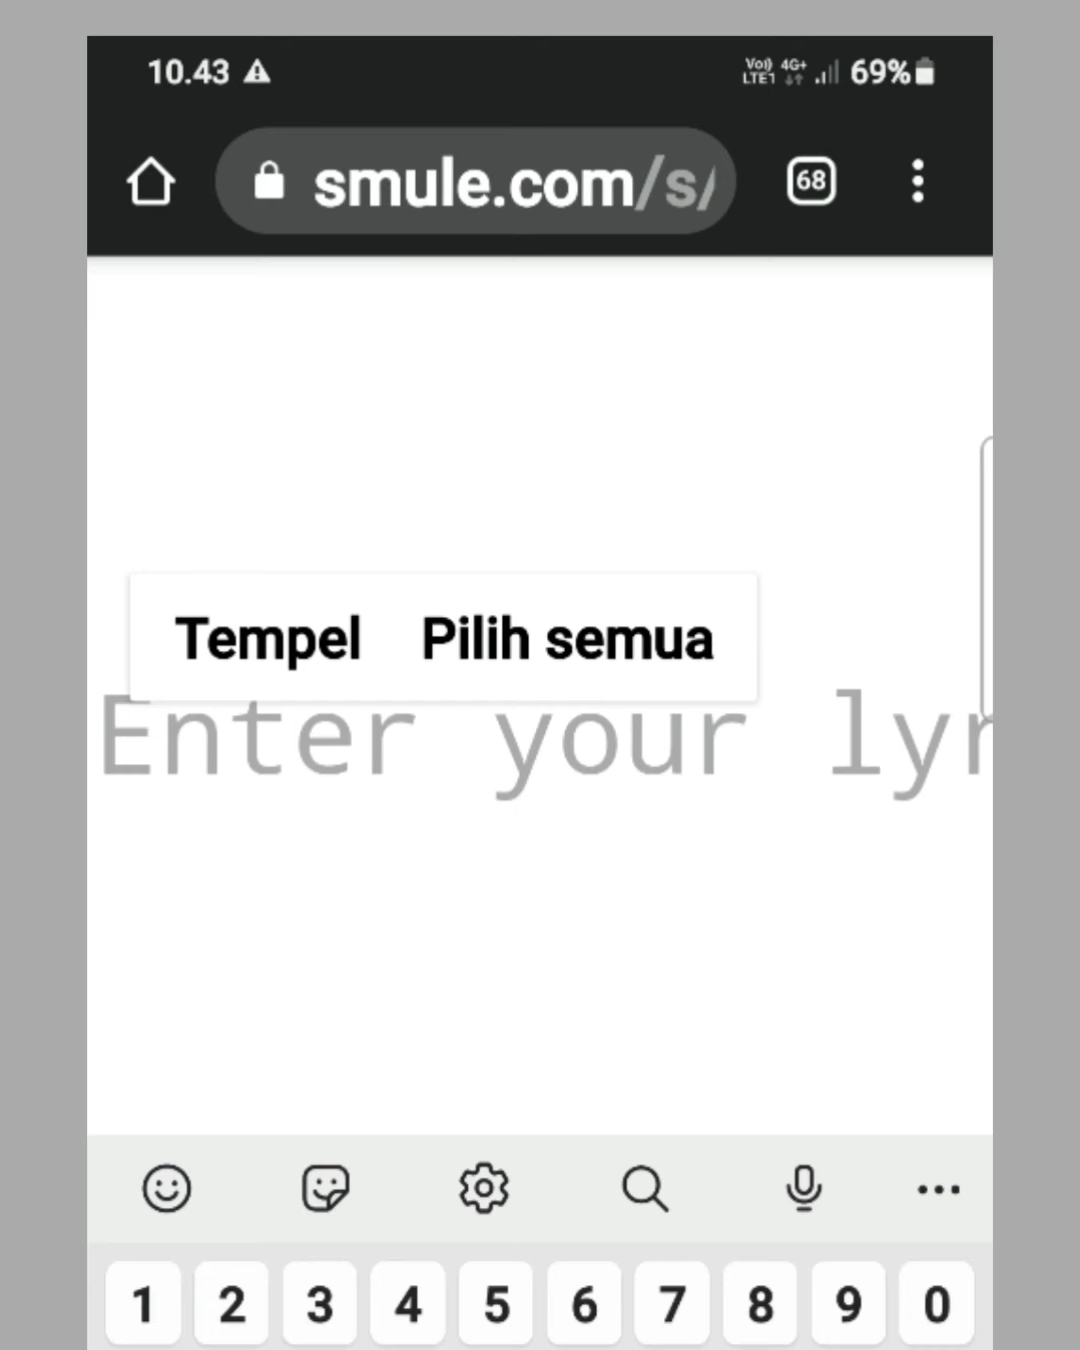 10.43
Vo)) 4G+
LTE1
69%
smule.com/s/
68
Tempel Pilih semua
Enter your lyr
1 2 3 4 5 6 7 8 9 0